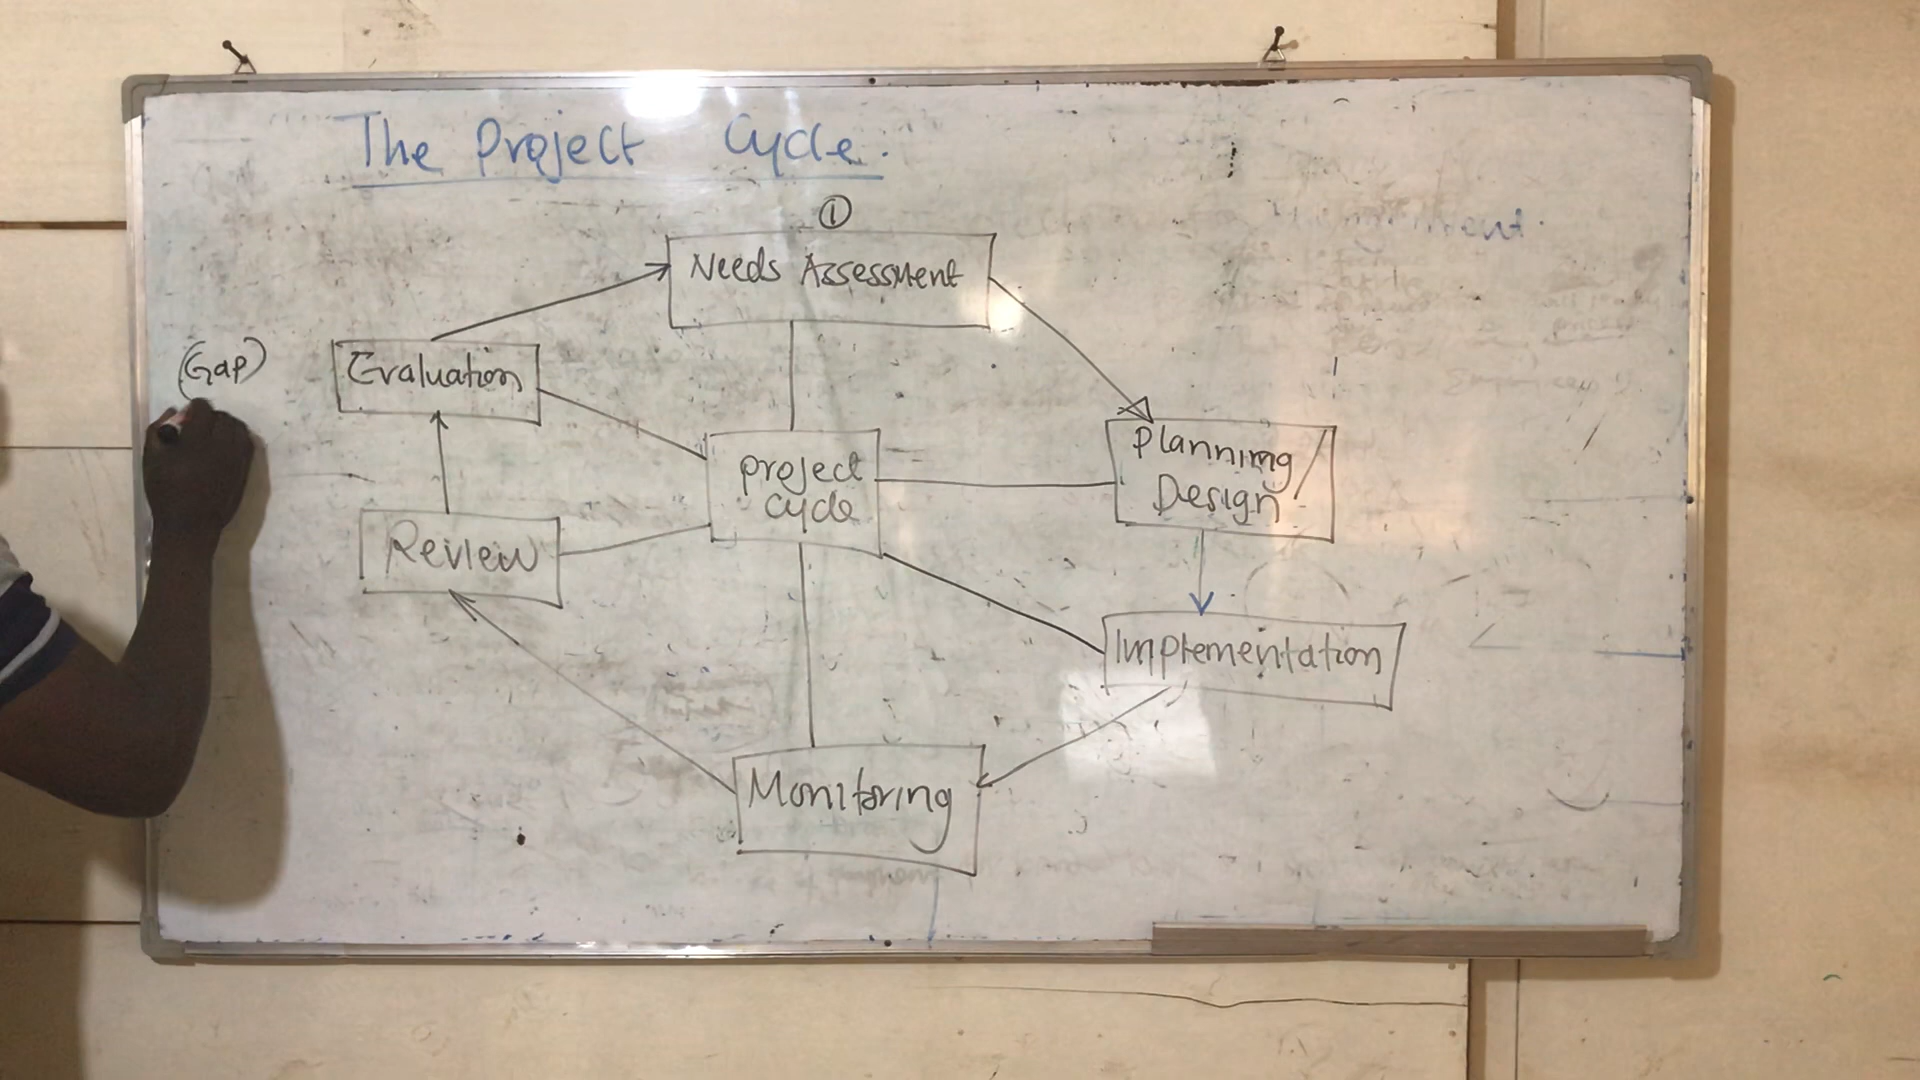 The Project Cycle.
①
Needs Assessment
(Gap)
Evaluation
Project
Cycle
Planning/
Design
Review
Implementation
Monitoring